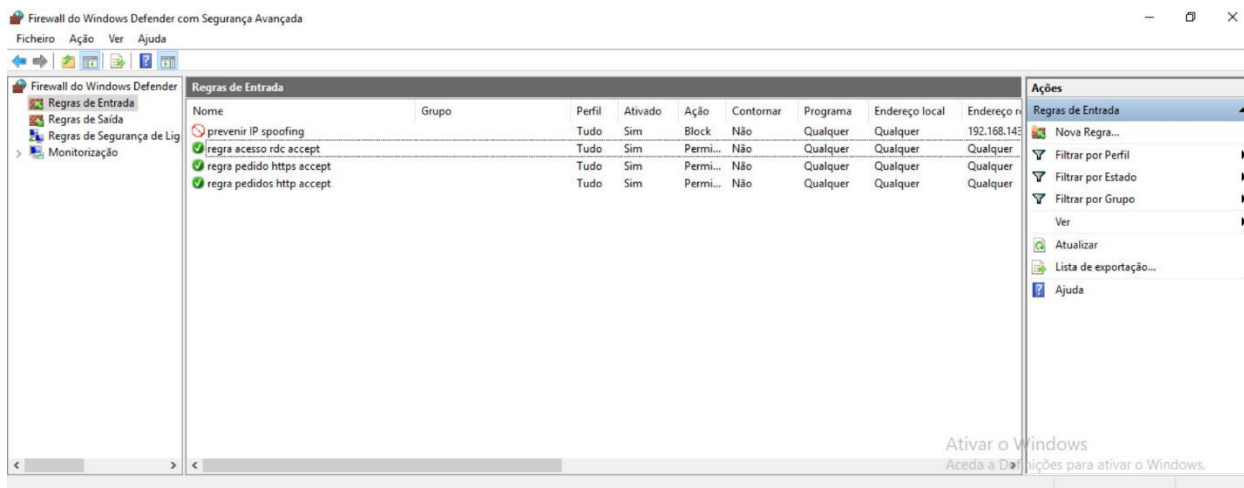 Firewall do Windows Defender com Segurança Avançada
Ficheiro Ação Ver Ajuda
Firewall do Windows Defender
Regras de Entrada
Regras de Saída
Regras de Segurança de Lig
Monitorização
Regras de Entrada
Nome Grupo Perfil Ativado Ação Contornar Programa Endereço local Endereço r
prevenir IP spoofing Tudo Sim Block Não Qualquer Qualquer 192.168.143
regra acesso rdc accept Tudo Sim Permi... Não Qualquer Qualquer Qualquer
regra pedido https accept Tudo Sim Permi... Não Qualquer Qualquer Qualquer
regra pedidos http accept Tudo Sim Permi... Não Qualquer Qualquer Qualquer
Ações
Regras de Entrada
Nova Regra...
Filtrar por Perfil
Filtrar por Estado
Filtrar por Grupo
Ver
Atualizar
Lista de exportação...
Ajuda
Ativar o Windows
Aceda a Definições para ativar o Windows.